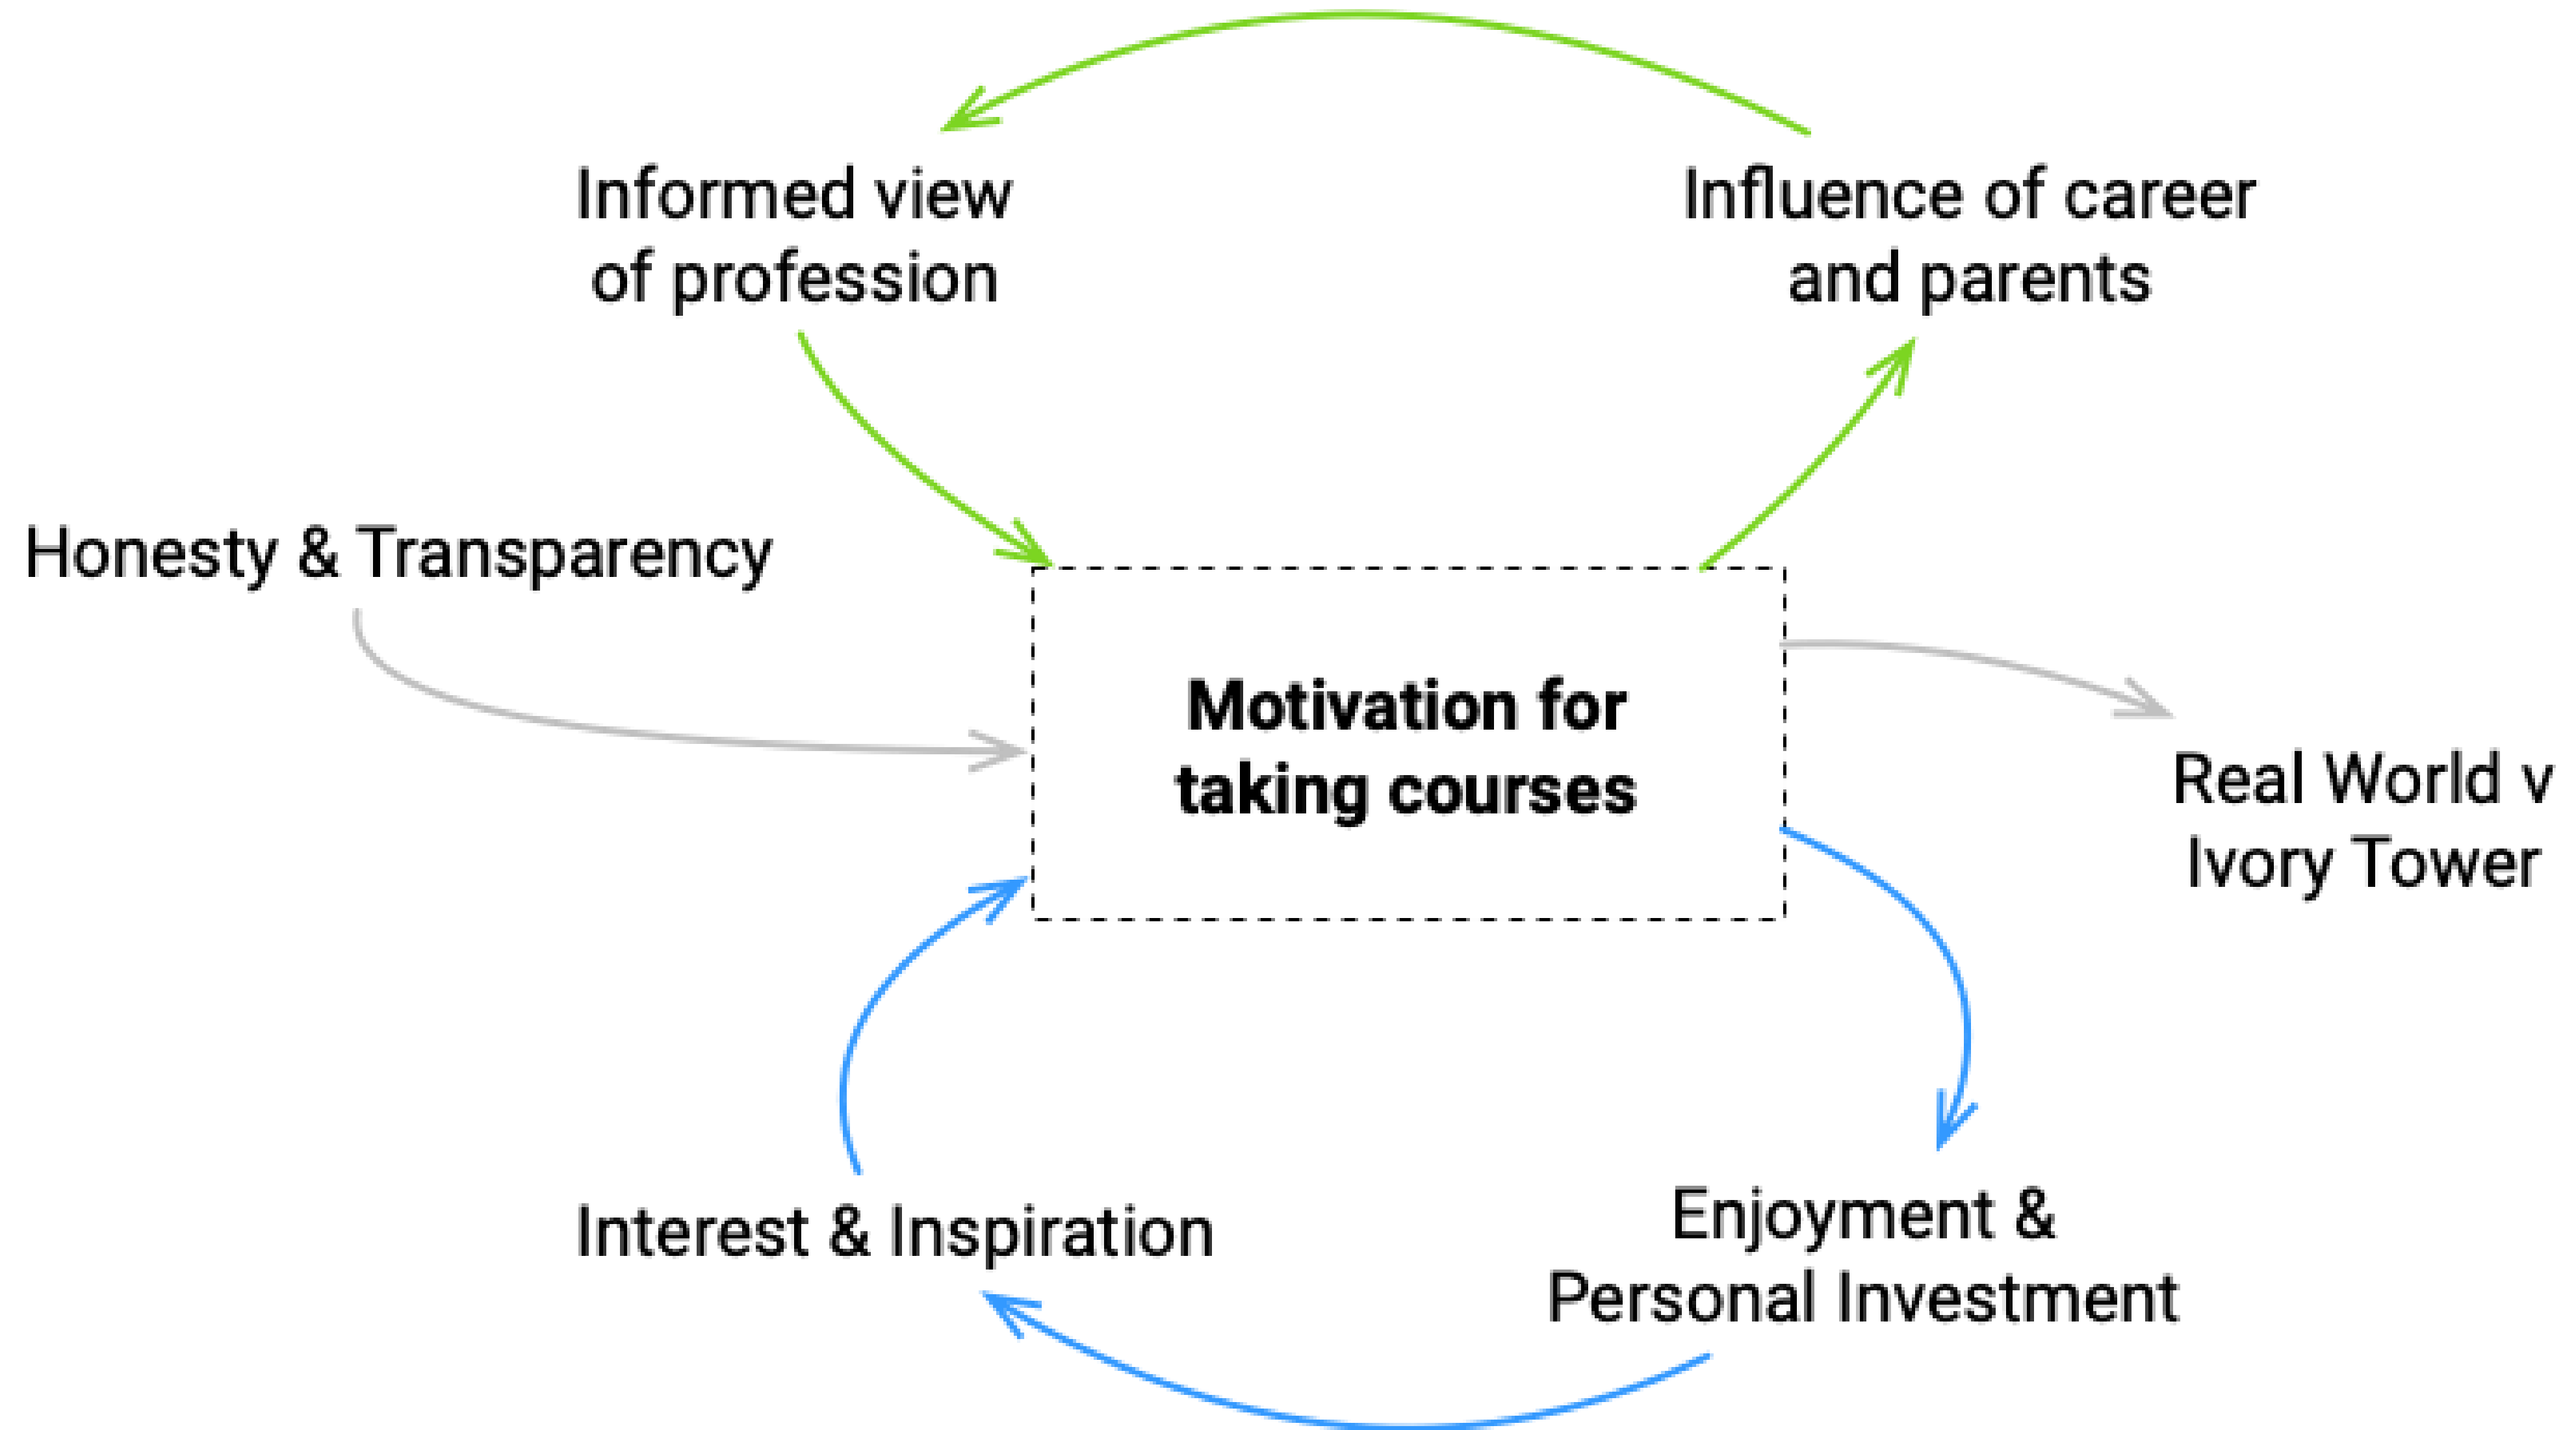 Informed view
of profession
Influence of career
and parents
Honesty & Transparency
Motivation for
taking courses
Real World v
Ivory Tower
Interest & Inspiration
Enjoyment &
Personal Investment